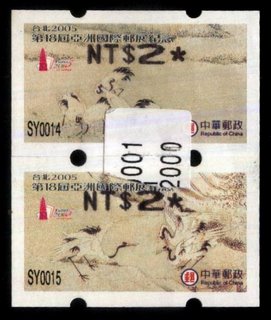 台北2005
第18屆亞洲國際郵展紀念
NT$2*
SY0014
中華郵政
Republic of China
0001
2000
台北2005
第18屆亞洲國際郵展紀念
NT$2*
SY0015
中華郵政
Republic of China